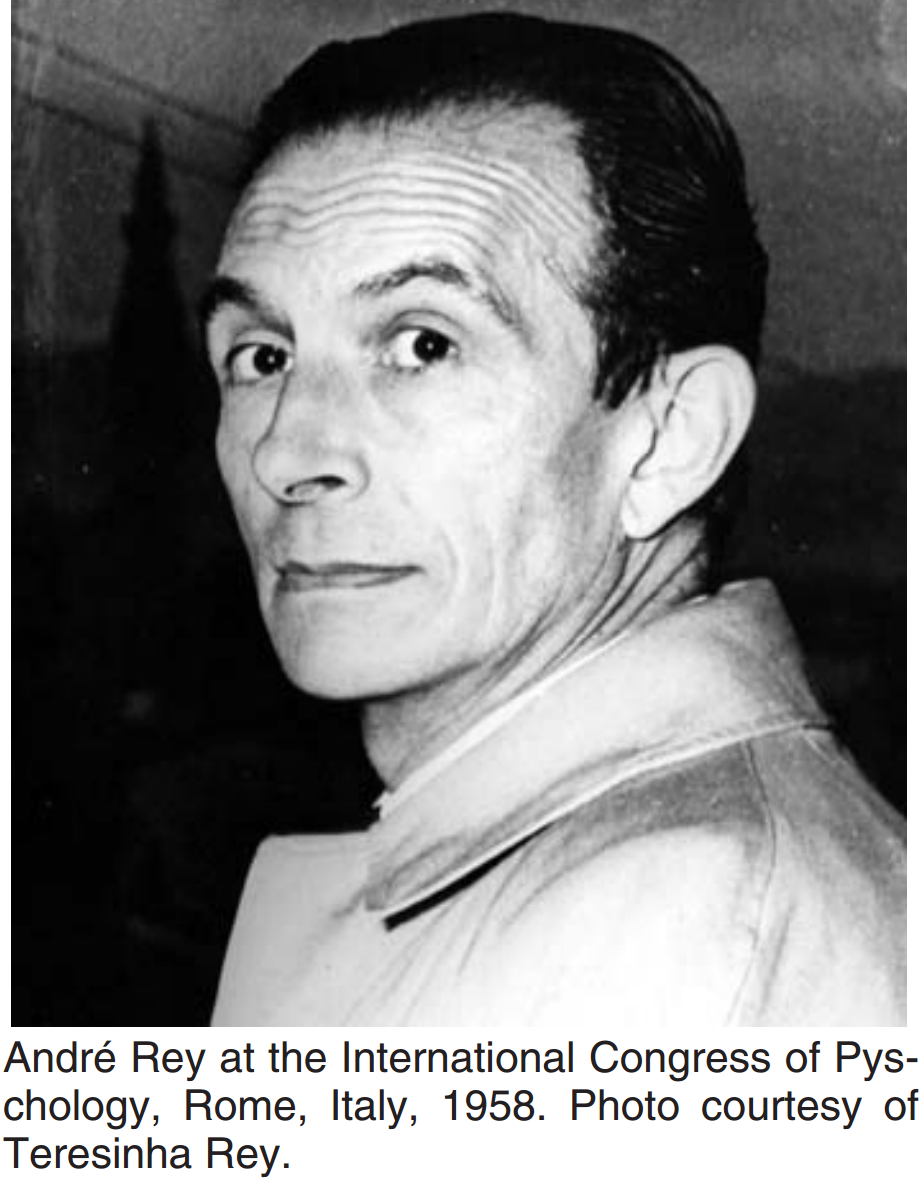 André Rey at the International Congress of Pys-
chology, Rome, Italy, 1958. Photo courtesy of
Teresinha Rey.